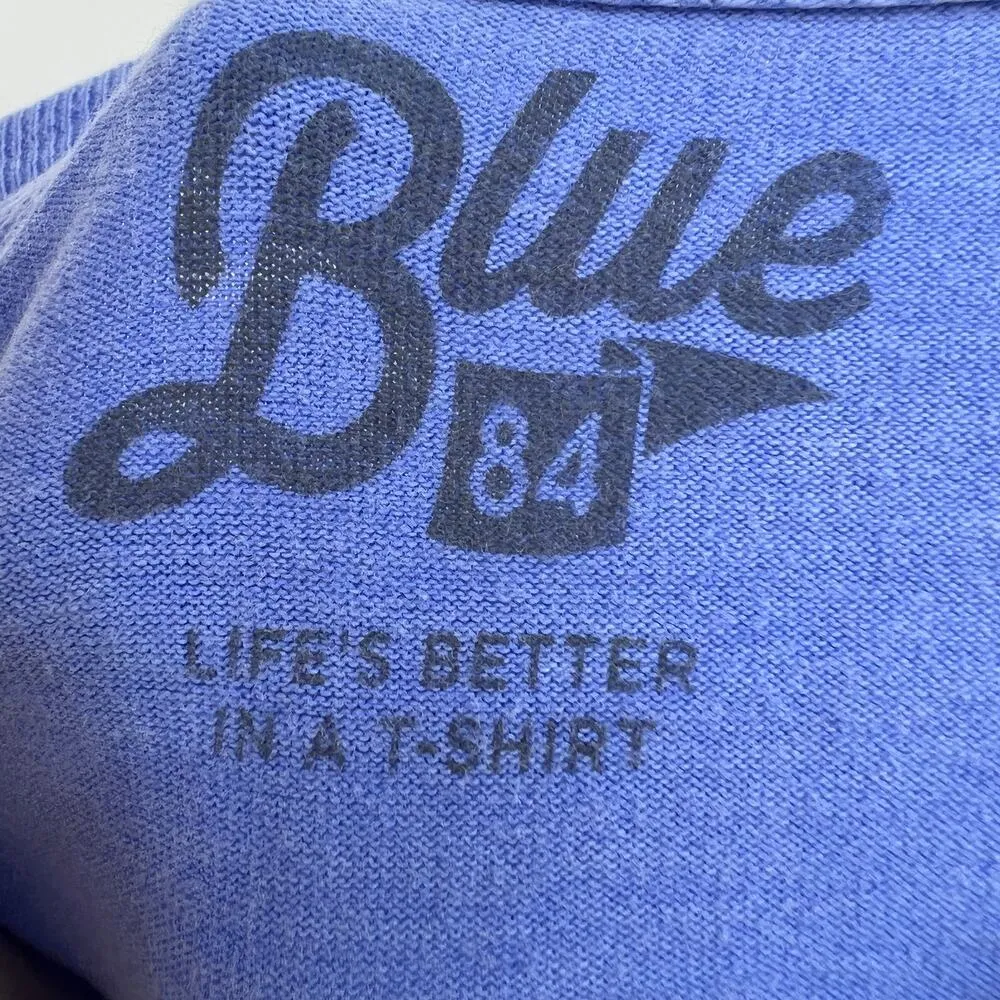 Blue
84
LIFE'S BETTER
IN A T-SHIRT